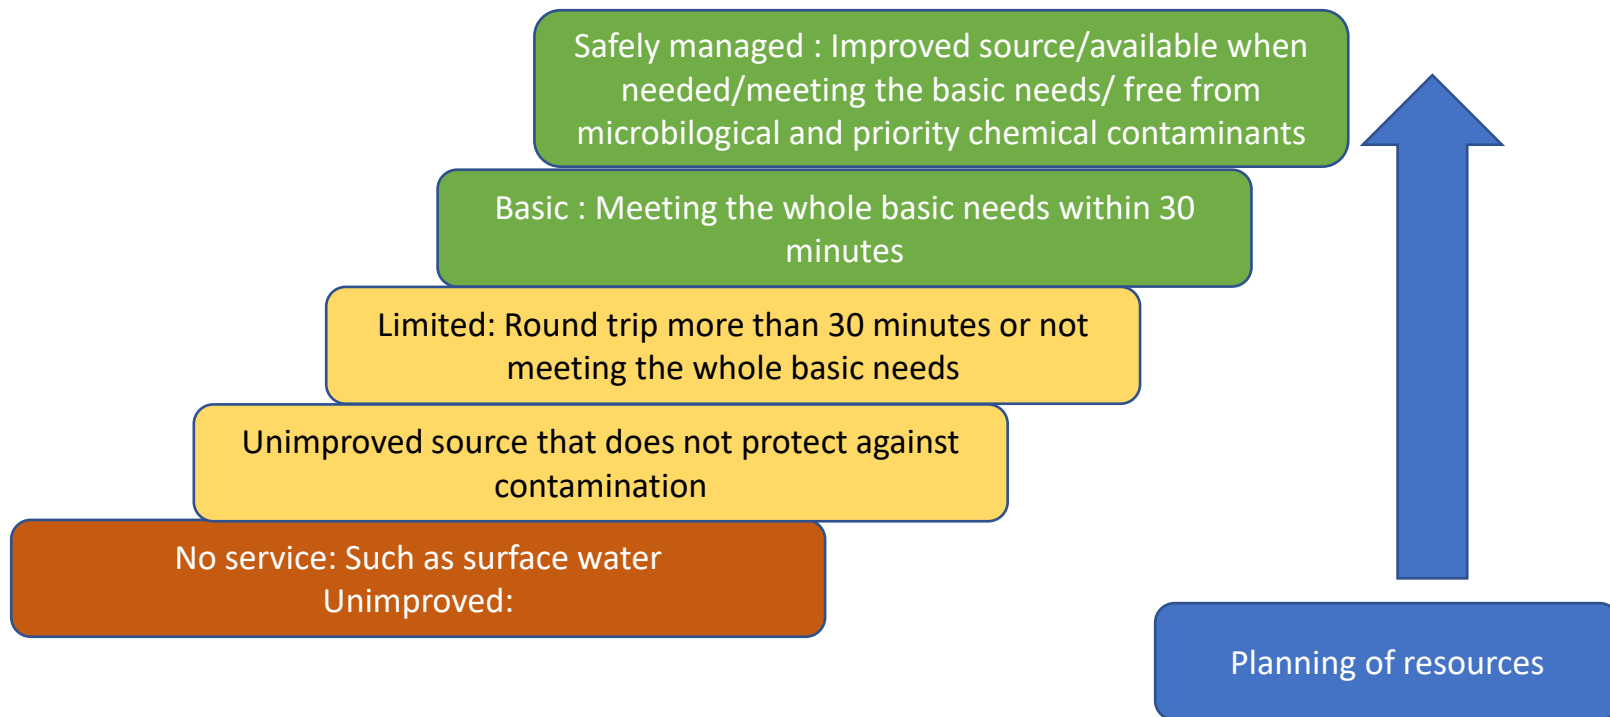 Safely managed : Improved source/available when
needed/meeting the basic needs/ free from
microbilogical and priority chemical contaminants
Basic : Meeting the whole basic needs within 30
minutes
Limited: Round trip more than 30 minutes or not
meeting the whole basic needs
Unimproved source that does not protect against
contamination
No service: Such as surface water
Unimproved:
Planning of resources